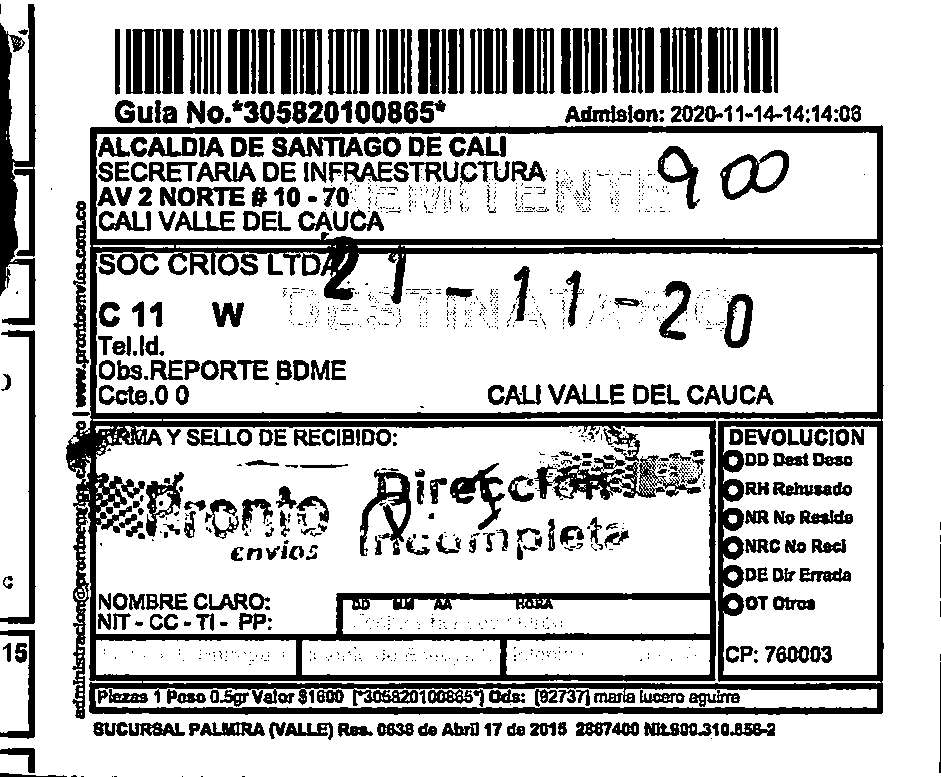 Guia No.*305820100865*
Admision: 2020-11-14-14:14:03
ALCALDIA DE SANTIAGO DE CALI
SECRETARIA DE INFRAESTRUCTURA
AV 2 NORTE # 10 - 70
CALI VALLE DEL CAUCA
REMITENTE
900
SOC CRIOS LTDA
21-11-20
C 11 W
DESTINATARIO
Tel.Id.
Obs.REPORTE BDME
Ccte.0 0
CALI VALLE DEL CAUCA
FIRMA Y SELLO DE RECIBIDO:
Pronto
envios
Dirección
Incompleta
NOMBRE CLARO:
NIT - CC - TI - PP:
DD MM AA HORA
DEVOLUCION
DD Dest Desc
RH Rehusado
NR No Reside
NRC No Recl
DE Dir Errada
OT Otros
CP: 760003
Piezas 1 Peso 0.5gr Valor $1600 [*305820100865*] Ods: [92737] maria lucero aguirre
SUCURSAL PALMIRA (VALLE) Res. 0638 de Abril 17 de 2015 2867400 Nit.900.310.856-2
| www.prontoenvios.com.co
15